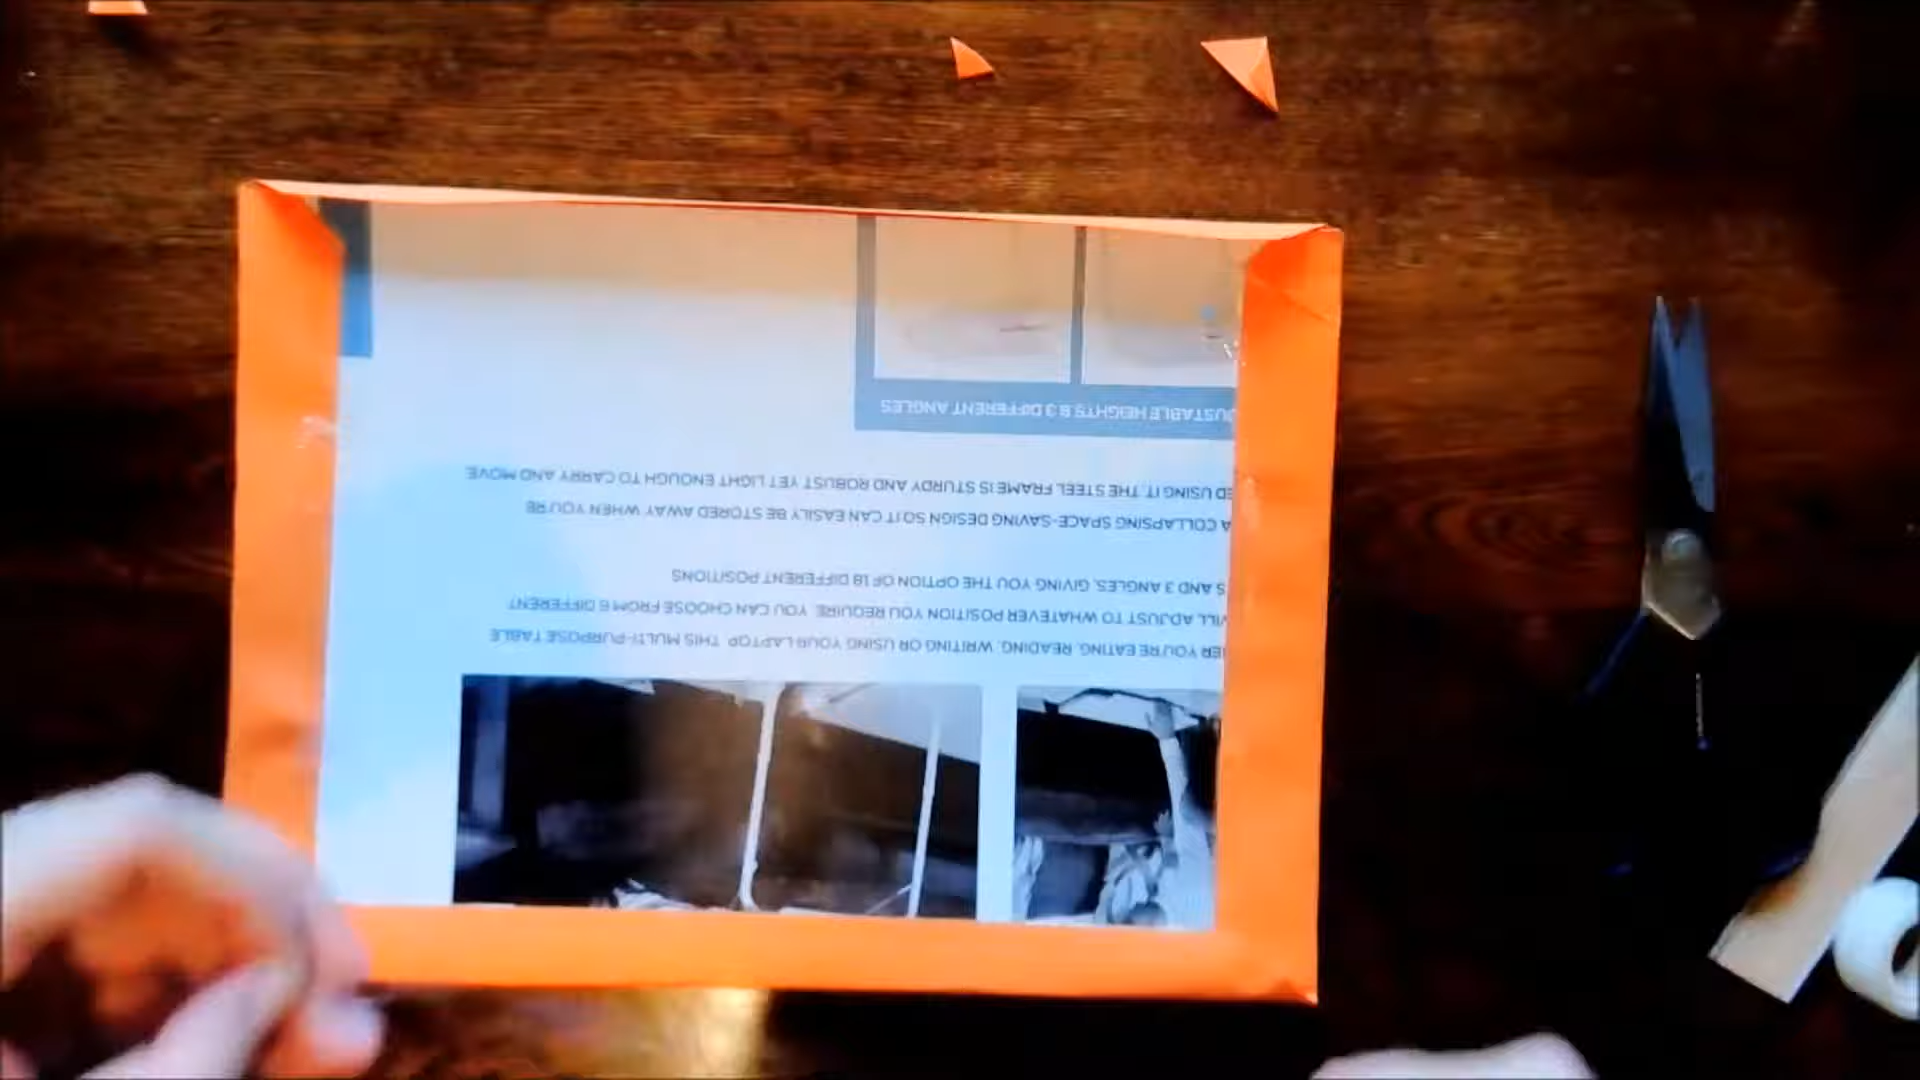 ER YOU'RE EATING, READING, WRITING OR USING YOUR LAPTOP, THIS MULTI-PURPOSE TABLE
VILL ADJUST TO WHATEVER POSITION YOU REQUIRE. YOU CAN CHOOSE FROM 6 DIFFERENT
S AND 3 ANGLES, GIVING YOU THE OPTION OF 18 DIFFERENT POSITIONS
A COLLAPSING SPACE-SAVING DESIGN SO IT CAN EASILY BE STORED AWAY WHEN YOU'RE
ED USING IT. THE STEEL FRAME IS STURDY AND ROBUST YET LIGHT ENOUGH TO CARRY AND MOVE
USTABLE HEIGHTS & 3 DIFFERENT ANGLES